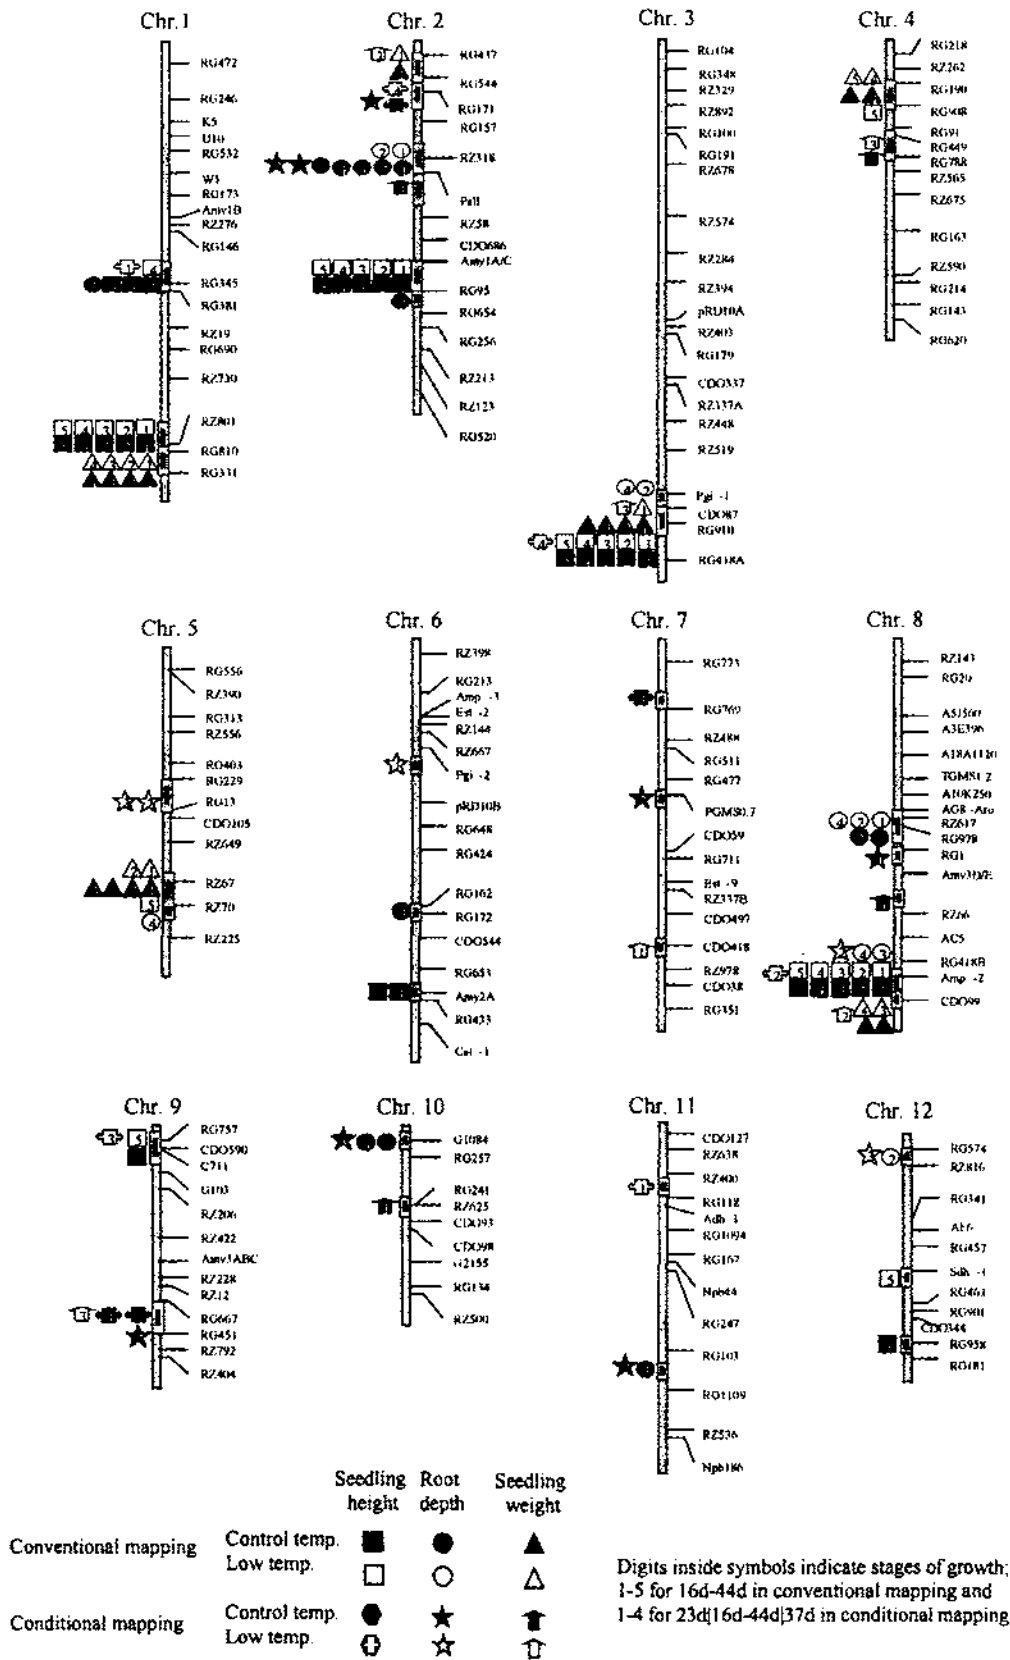 Chr. 1
RG472
RG246
K5
U10
RG532
W1
RG173
Amy1B
RZ276
RG146
RG345
RG381
RZ19
RG690
RZ730
RZ801
RG810
RG331
Chr. 2
RG437
RG544
RG171
RG157
RZ318
Pall
RZ58
CDO686
Amy1A/C
RG95
RG654
RG256
RZ213
RZ123
RG520
Chr. 3
RG104
RG348
RZ329
RZ892
RG100
RG191
RZ678
RZ574
RZ284
RZ394
pRD10A
RZ403
RG179
CDO337
RZ337A
RZ448
RZ519
Pgi -1
CDO87
RG910
RG418A
Chr. 4
RG218
RZ262
RG190
RG908
RG91
RG449
RG788
RZ565
RZ675
RG163
RZ590
RG214
RG143
RG620
Chr. 5
RG556
RZ390
RG313
RZ556
RG403
RG229
RG13
CDO105
RZ649
RZ67
RZ70
RZ225
Chr. 6
RZ398
RG213
Amp -3
Est -2
RZ144
RZ667
Pgi -2
pRD10B
RG648
RG424
RG162
RG172
CDO544
RG653
Amy2A
RG433
Cat -1
Chr. 7
RG773
RG769
RZ488
RG511
RG477
PGMS0.7
CDO59
RG711
Est -9
RZ337B
CDO497
CDO418
RZ978
CDO38
RG351
Chr. 8
RZ143
RG20
A5J560
A3E396
A18A1120
TGMS1.2
A10K250
AG8 -Aro
RZ617
RG978
RG1
Amy3D/E
RZ66
AC5
RG418B
Amp -2
CDO99
Chr. 9
RG757
CDO590
C711
G103
RZ206
RZ422
Amy3ABC
RZ228
RZ12
RG667
RG451
RZ792
RZ404
Chr. 10
G1084
RG257
RG241
RZ625
CDO93
CDO98
G2155
RG134
RZ500
Chr. 11
CDO127
RZ638
RZ400
RG118
Adh -1
RG1094
RG167
Npb44
RG247
RG103
RG1109
RZ536
Npb186
Chr. 12
RG574
RZ816
RG341
AF6
RG457
Sdh -1
RG463
RG901
CDO344
RG958
RG181
Seedling height
Root depth
Seedling weight
Conventional mapping
Control temp.
Low temp.
Conditional mapping
Control temp.
Low temp.
Digits inside symbols indicate stages of growth;
1-5 for 16d-44d in conventional mapping and
1-4 for 23d|16d-44d|37d in conditional mapping